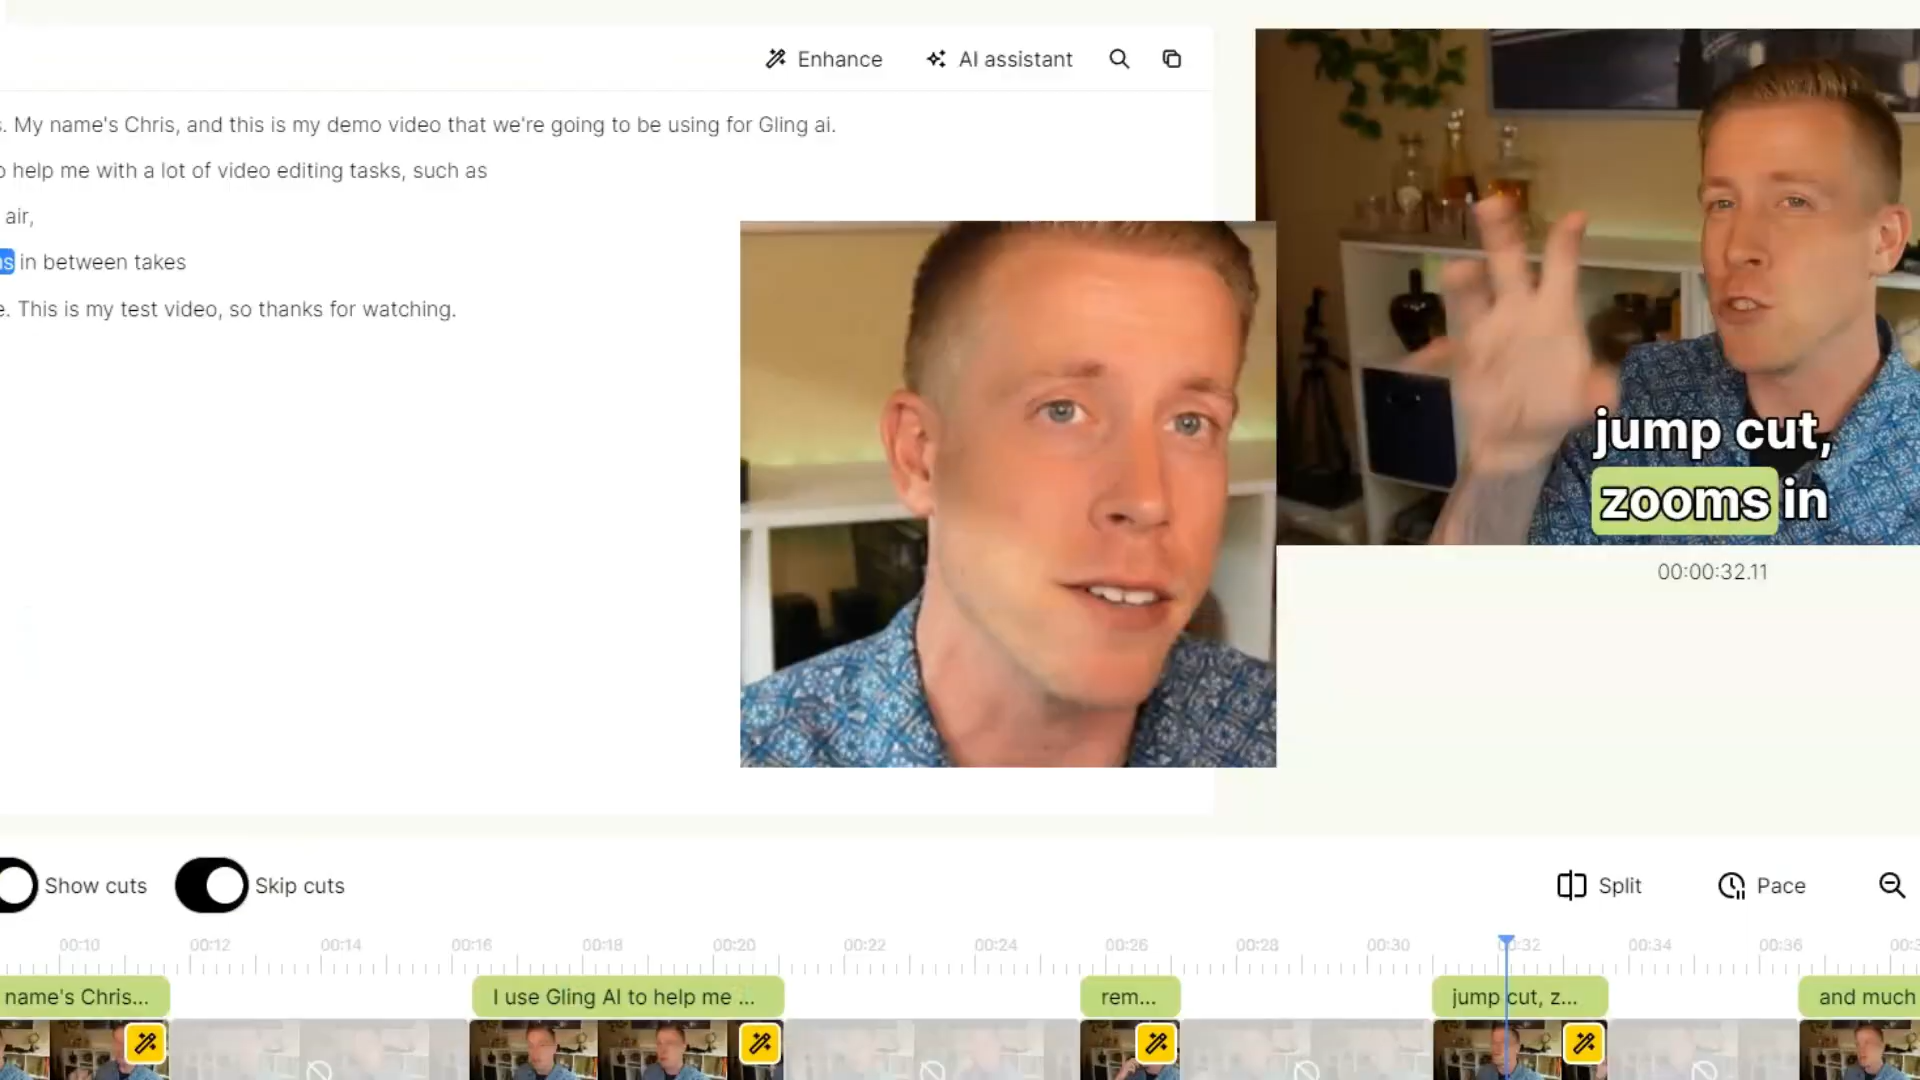 Enhance AI assistant
. My name's Chris, and this is my demo video that we're going to be using for Gling ai.
o help me with a lot of video editing tasks, such as
air,
s in between takes
e. This is my test video, so thanks for watching.
jump cut,
zooms in
00:00:32.11
Show cuts Skip cuts Split Pace
00:10 00:12 00:14 00:16 00:18 00:20 00:22 00:24 00:26 00:28 00:30 00:32 00:34 00:36 00:3
name's Chris... I use Gling AI to help me ... rem... jump cut, z... and much